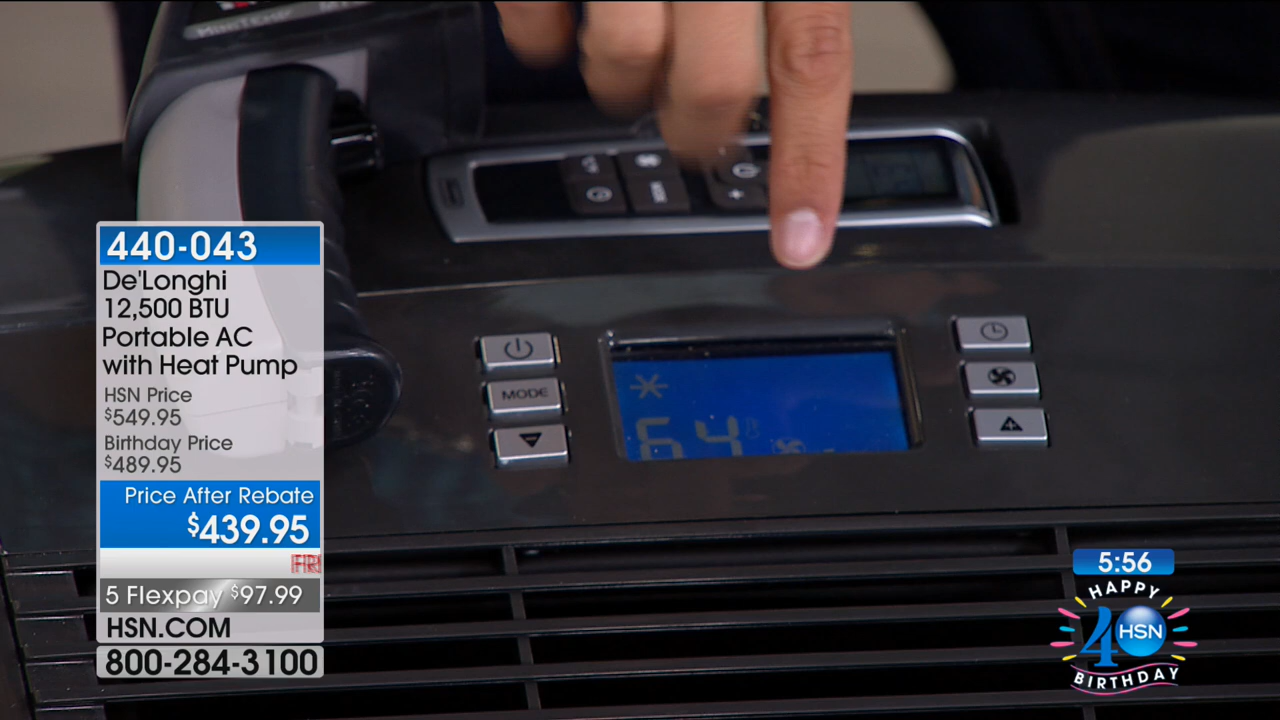 440-043
De'Longhi
12,500 BTU
Portable AC
with Heat Pump
HSN Price
$549.95
Birthday Price
$489.95
Price After Rebate
$439.95
FR
5 Flexpay $97.99
HSN.COM
800-284-3100
MODE
64
5:56
HAPPY
40 HSN
BIRTHDAY